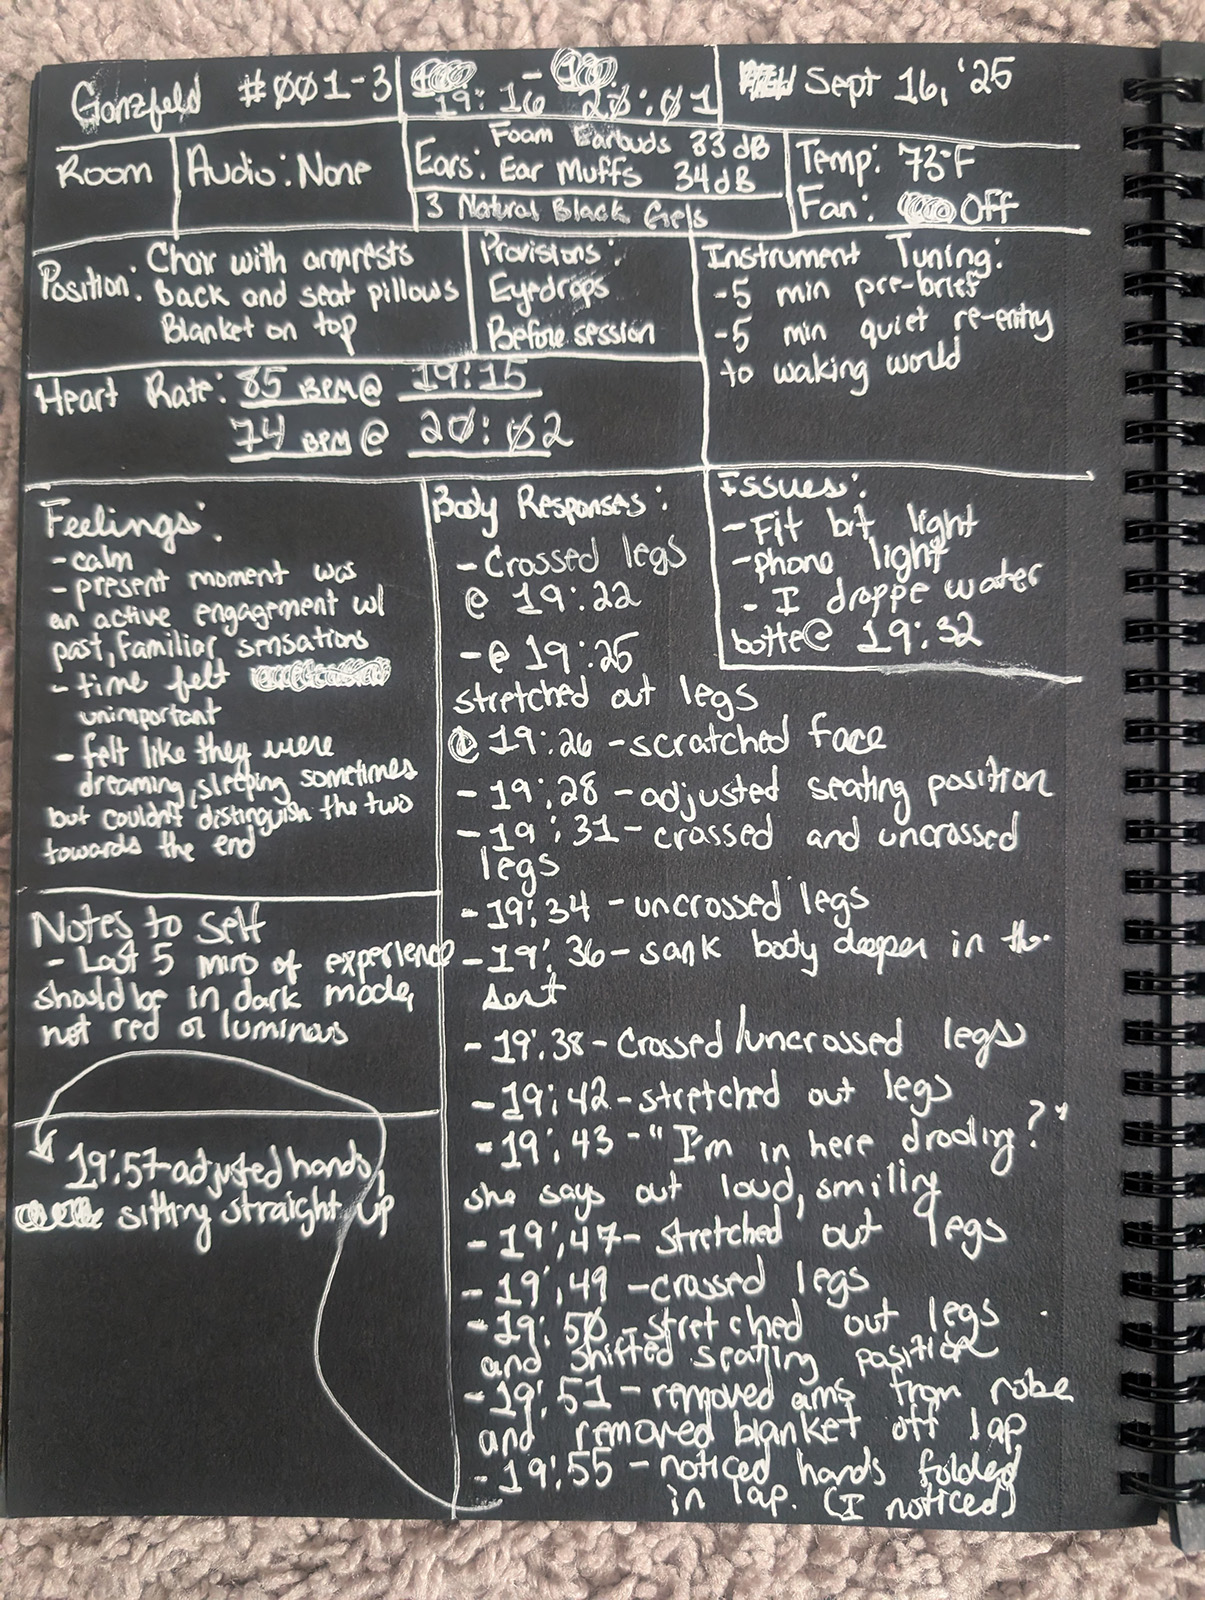 Ganzfeld #001-3
19:16 - 20:01
Sept 16, '25
Room
Audio: None
Foam Earbuds 33 dB
Ears: Ear Muffs 34 dB
3 Natural Black Gels
Temp: 73°F
Fan: Off
Position: Chair with armrests
Back and seat pillows
Blanket on top
Provisions:
Eyedrops
Before session
Instrument Tuning:
-5 min pre-brief
-5 min quiet re-entry
to waking world
Heart Rate: 85 BPM @ 19:15
74 BPM @ 20:02
Feelings:
- calm
- present moment was
an active engagement w/
past, familiar sensations
- time felt
unimportant
- felt like they were
dreaming, sleeping sometimes
but couldn't distinguish the two
towards the end
Notes to Self
- Last 5 mins of experience
should be in dark mode,
not red or luminous
19:57-adjusted hands,
sitting straight up
Body Responses:
- Crossed legs
@ 19:22
-@ 19:25
stretched out legs
@ 19:26 -scratched face
- 19:28 -adjusted seating position
- 19:31- crossed and uncrossed
legs
- 19:34 - uncrossed legs
- 19:36- sank body deeper in the
seat
- 19:38- Crossed/uncrossed legs
- 19:42 -stretched out legs
- 19:43 - "I'm in here drooling?"
she says out loud, smiling
- 19:47- stretched out legs
- 19:49 -crossed legs
- 19:50 -stretched out legs
and shifted seating position
- 19:51 - removed arms from robe
and removed blanket off lap
- 19:55 - noticed hands folded
in lap. (I noticed)
Issues:
- Fit bit light
- phone light
- I droppe water
botte@ 19:32